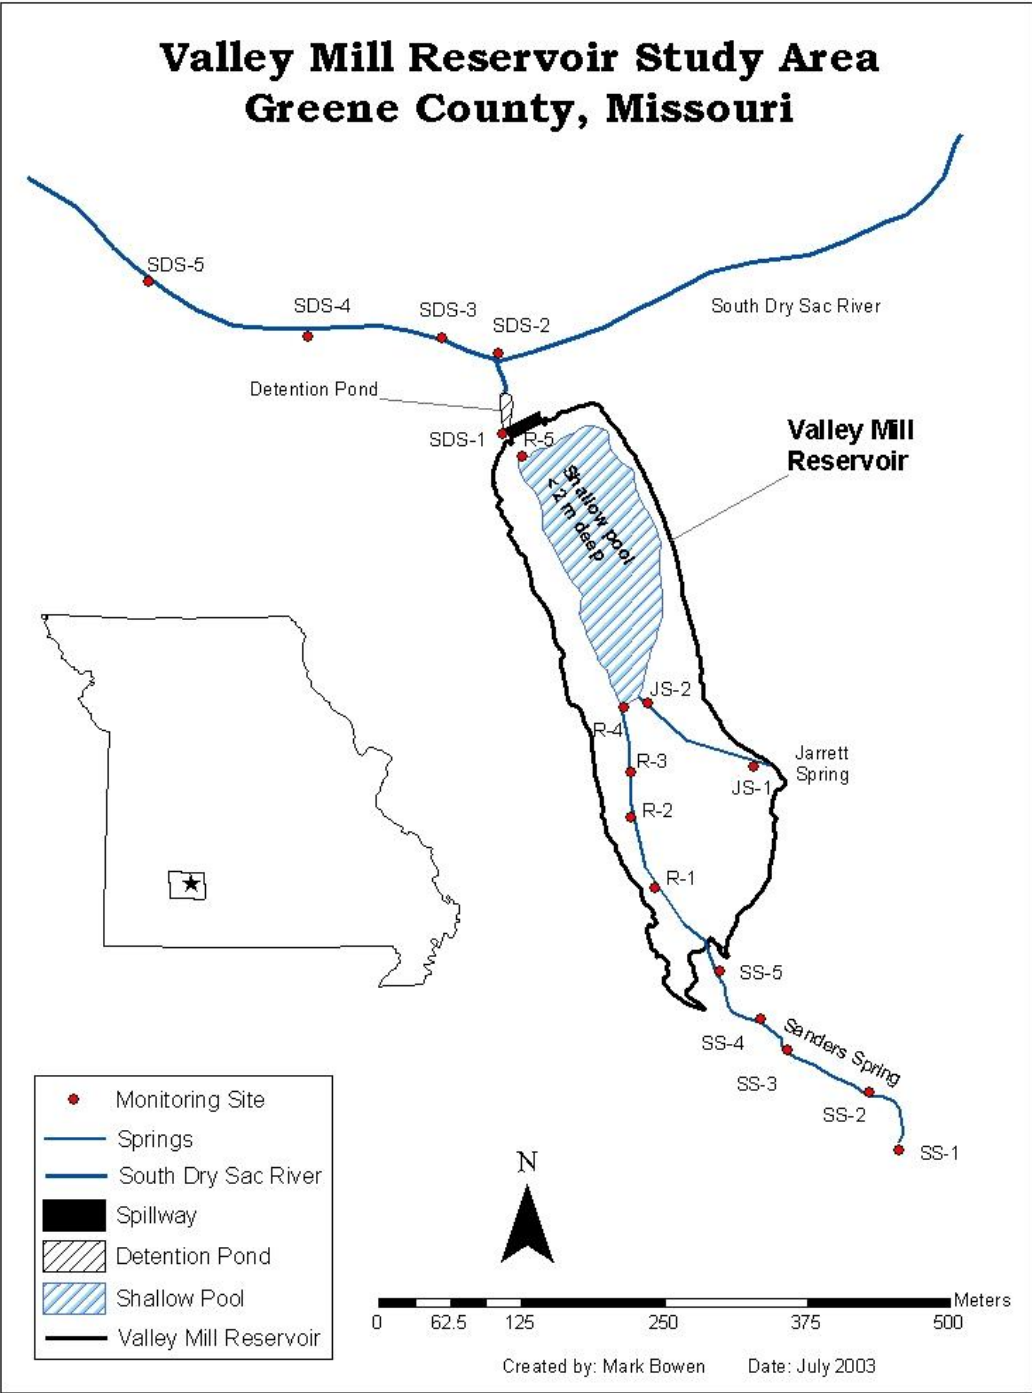 Valley Mill Reservoir Study Area
Greene County, Missouri
SDS-5
SDS-4
SDS-3
SDS-2
South Dry Sac River
Detention Pond
SDS-1
R-5
Valley Mill
Reservoir
Shallow pool
< 2 m deep
JS-2
R-4
Jarrett
Spring
R-3
JS-1
R-2
R-1
SS-5
Sanders Spring
SS-4
SS-3
SS-2
SS-1
Monitoring Site
Springs
South Dry Sac River
Spillway
Detention Pond
Shallow Pool
Valley Mill Reservoir
N
Meters
0 62.5 125 250 375 500
Created by: Mark Bowen Date: July 2003